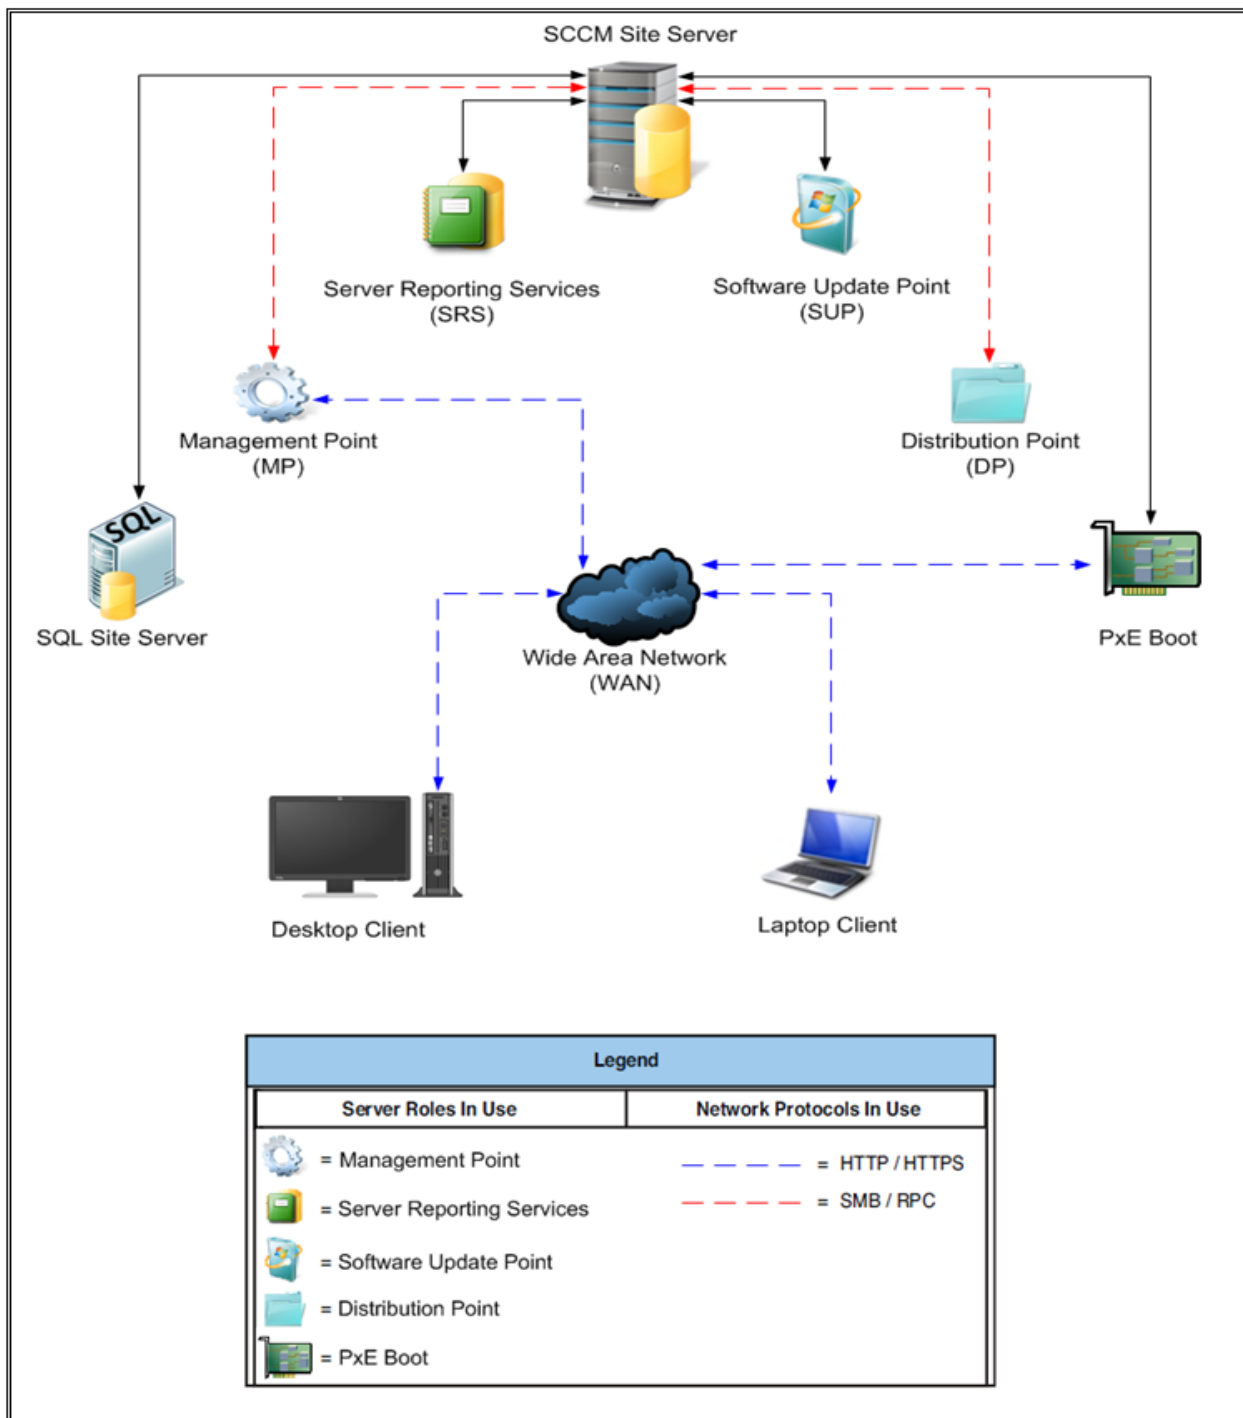 SCCM Site Server
Server Reporting Services
(SRS)
Software Update Point
(SUP)
Management Point
(MP)
Distribution Point
(DP)
SQL
SQL Site Server
PxE Boot
Wide Area Network
(WAN)
Desktop Client
Laptop Client
Legend
Server Roles In Use
Network Protocols In Use
= Management Point
= HTTP / HTTPS
= Server Reporting Services
= SMB / RPC
= Software Update Point
= Distribution Point
= PxE Boot